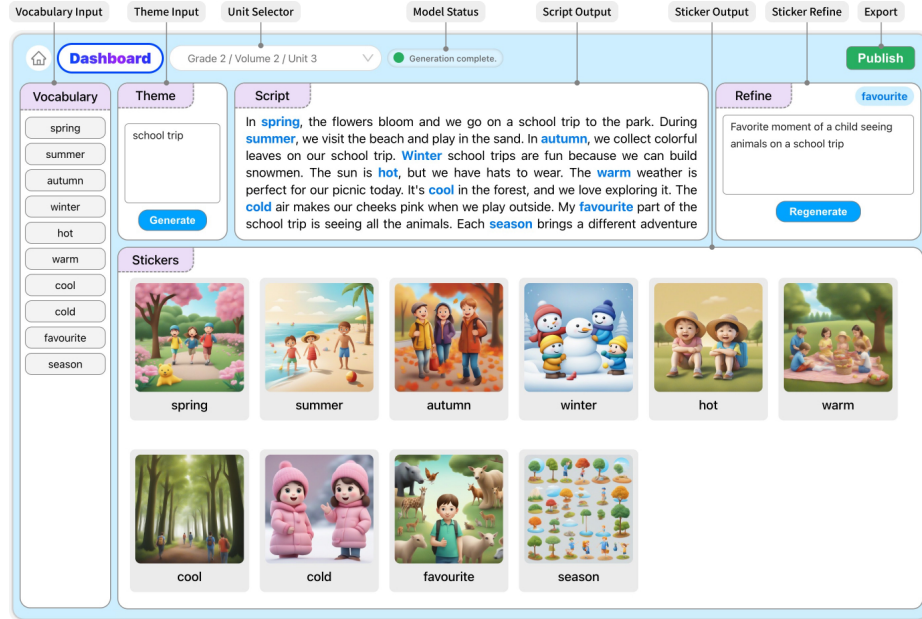 Vocabulary Input
Theme Input
Unit Selector
Model Status
Script Output
Sticker Output
Sticker Refine
Export
Dashboard
Grade 2 / Volume 2 / Unit 3
Generation complete.
Publish
Vocabulary
spring
summer
autumn
winter
hot
warm
cool
cold
favourite
season
Theme
school trip
Generate
Script
In spring, the flowers bloom and we go on a school trip to the park. During
summer, we visit the beach and play in the sand. In autumn, we collect colorful
leaves on our school trip. Winter school trips are fun because we can build
snowmen. The sun is hot, but we have hats to wear. The warm weather is
perfect for our picnic today. It's cool in the forest, and we love exploring it. The
cold air makes our cheeks pink when we play outside. My favourite part of the
school trip is seeing all the animals. Each season brings a different adventure
Refine
favourite
Favorite moment of a child seeing
animals on a school trip
Regenerate
Stickers
spring
summer
autumn
winter
hot
warm
cool
cold
favourite
season